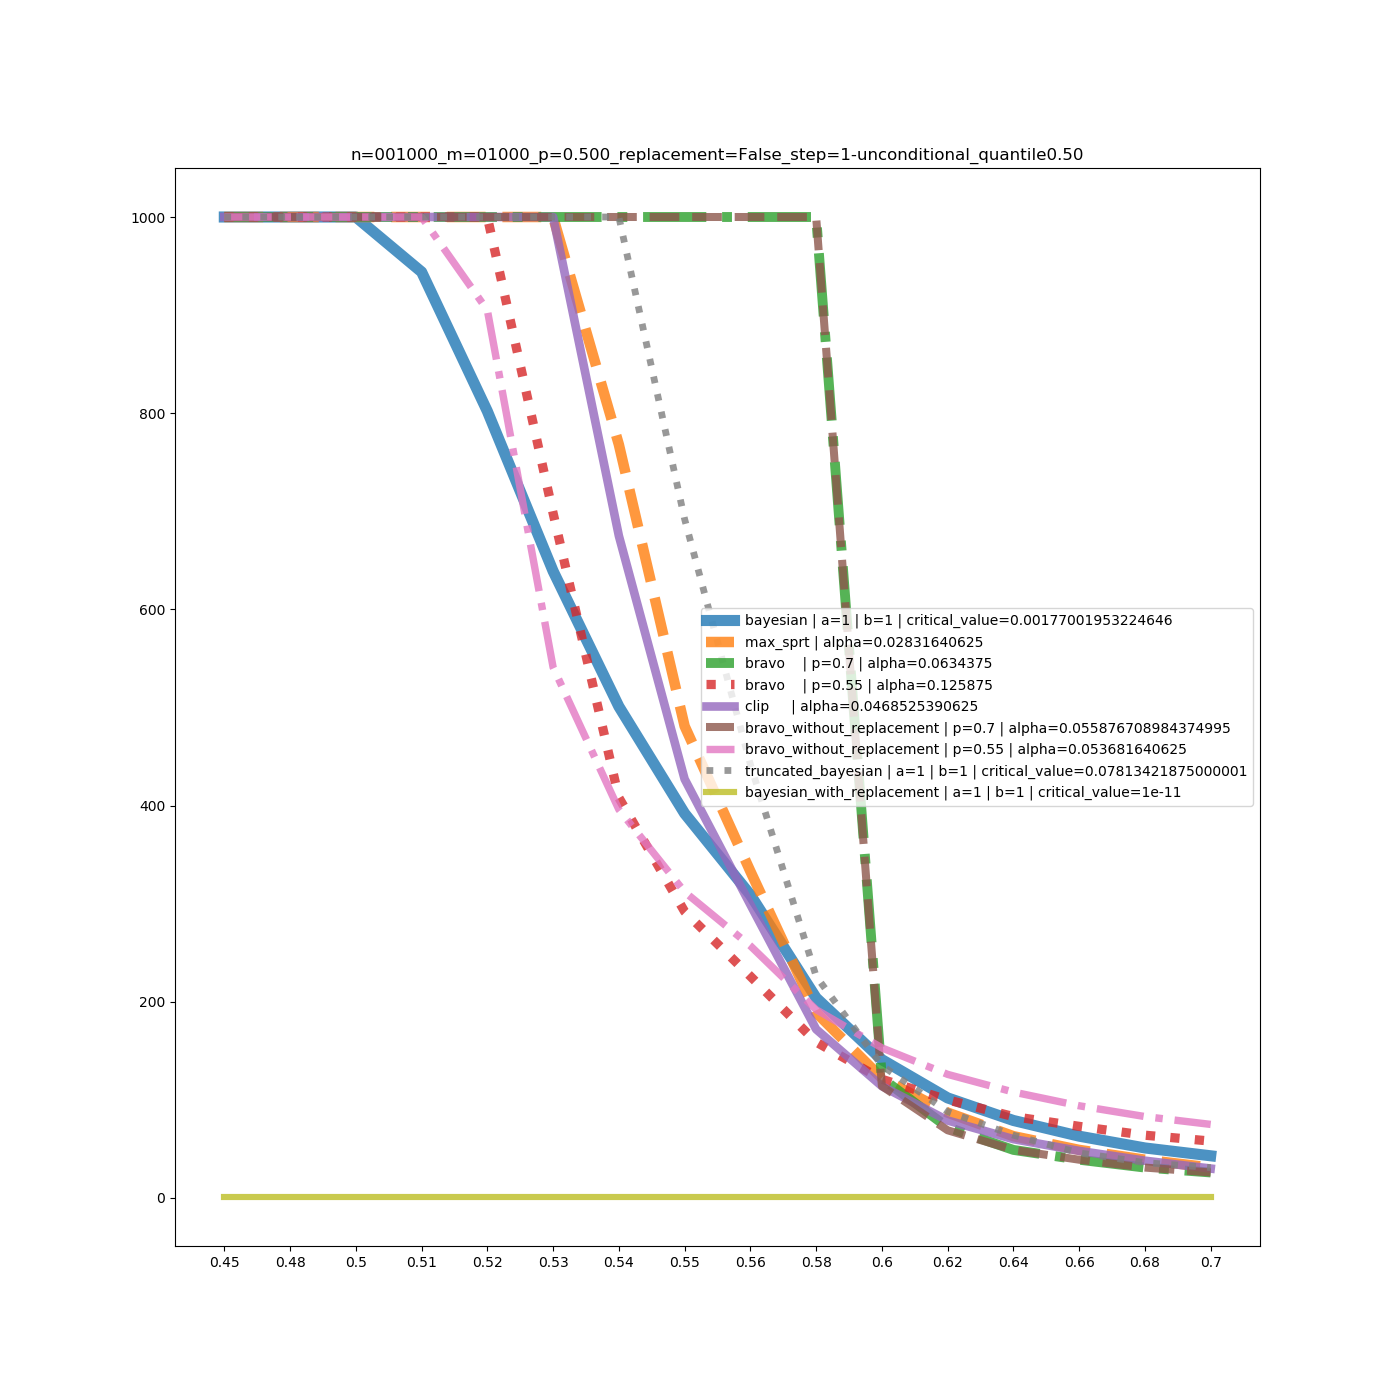 n=001000_m=01000_p=0.500_replacement=False_step=1-unconditional_quantile0.50
1000
800
600
400
200
0
bayesian | a=1 | b=1 | critical_value=0.00177001953224646
max_sprt | alpha=0.02831640625
bravo | p=0.7 | alpha=0.0634375
bravo | p=0.55 | alpha=0.125875
clip | alpha=0.0468525390625
bravo_without_replacement | p=0.7 | alpha=0.055876708984374995
bravo_without_replacement | p=0.55 | alpha=0.053681640625
truncated_bayesian | a=1 | b=1 | critical_value=0.07813421875000001
bayesian_with_replacement | a=1 | b=1 | critical_value=1e-11
0.45 0.48 0.5 0.51 0.52 0.53 0.54 0.55 0.56 0.58 0.6 0.62 0.64 0.66 0.68 0.7